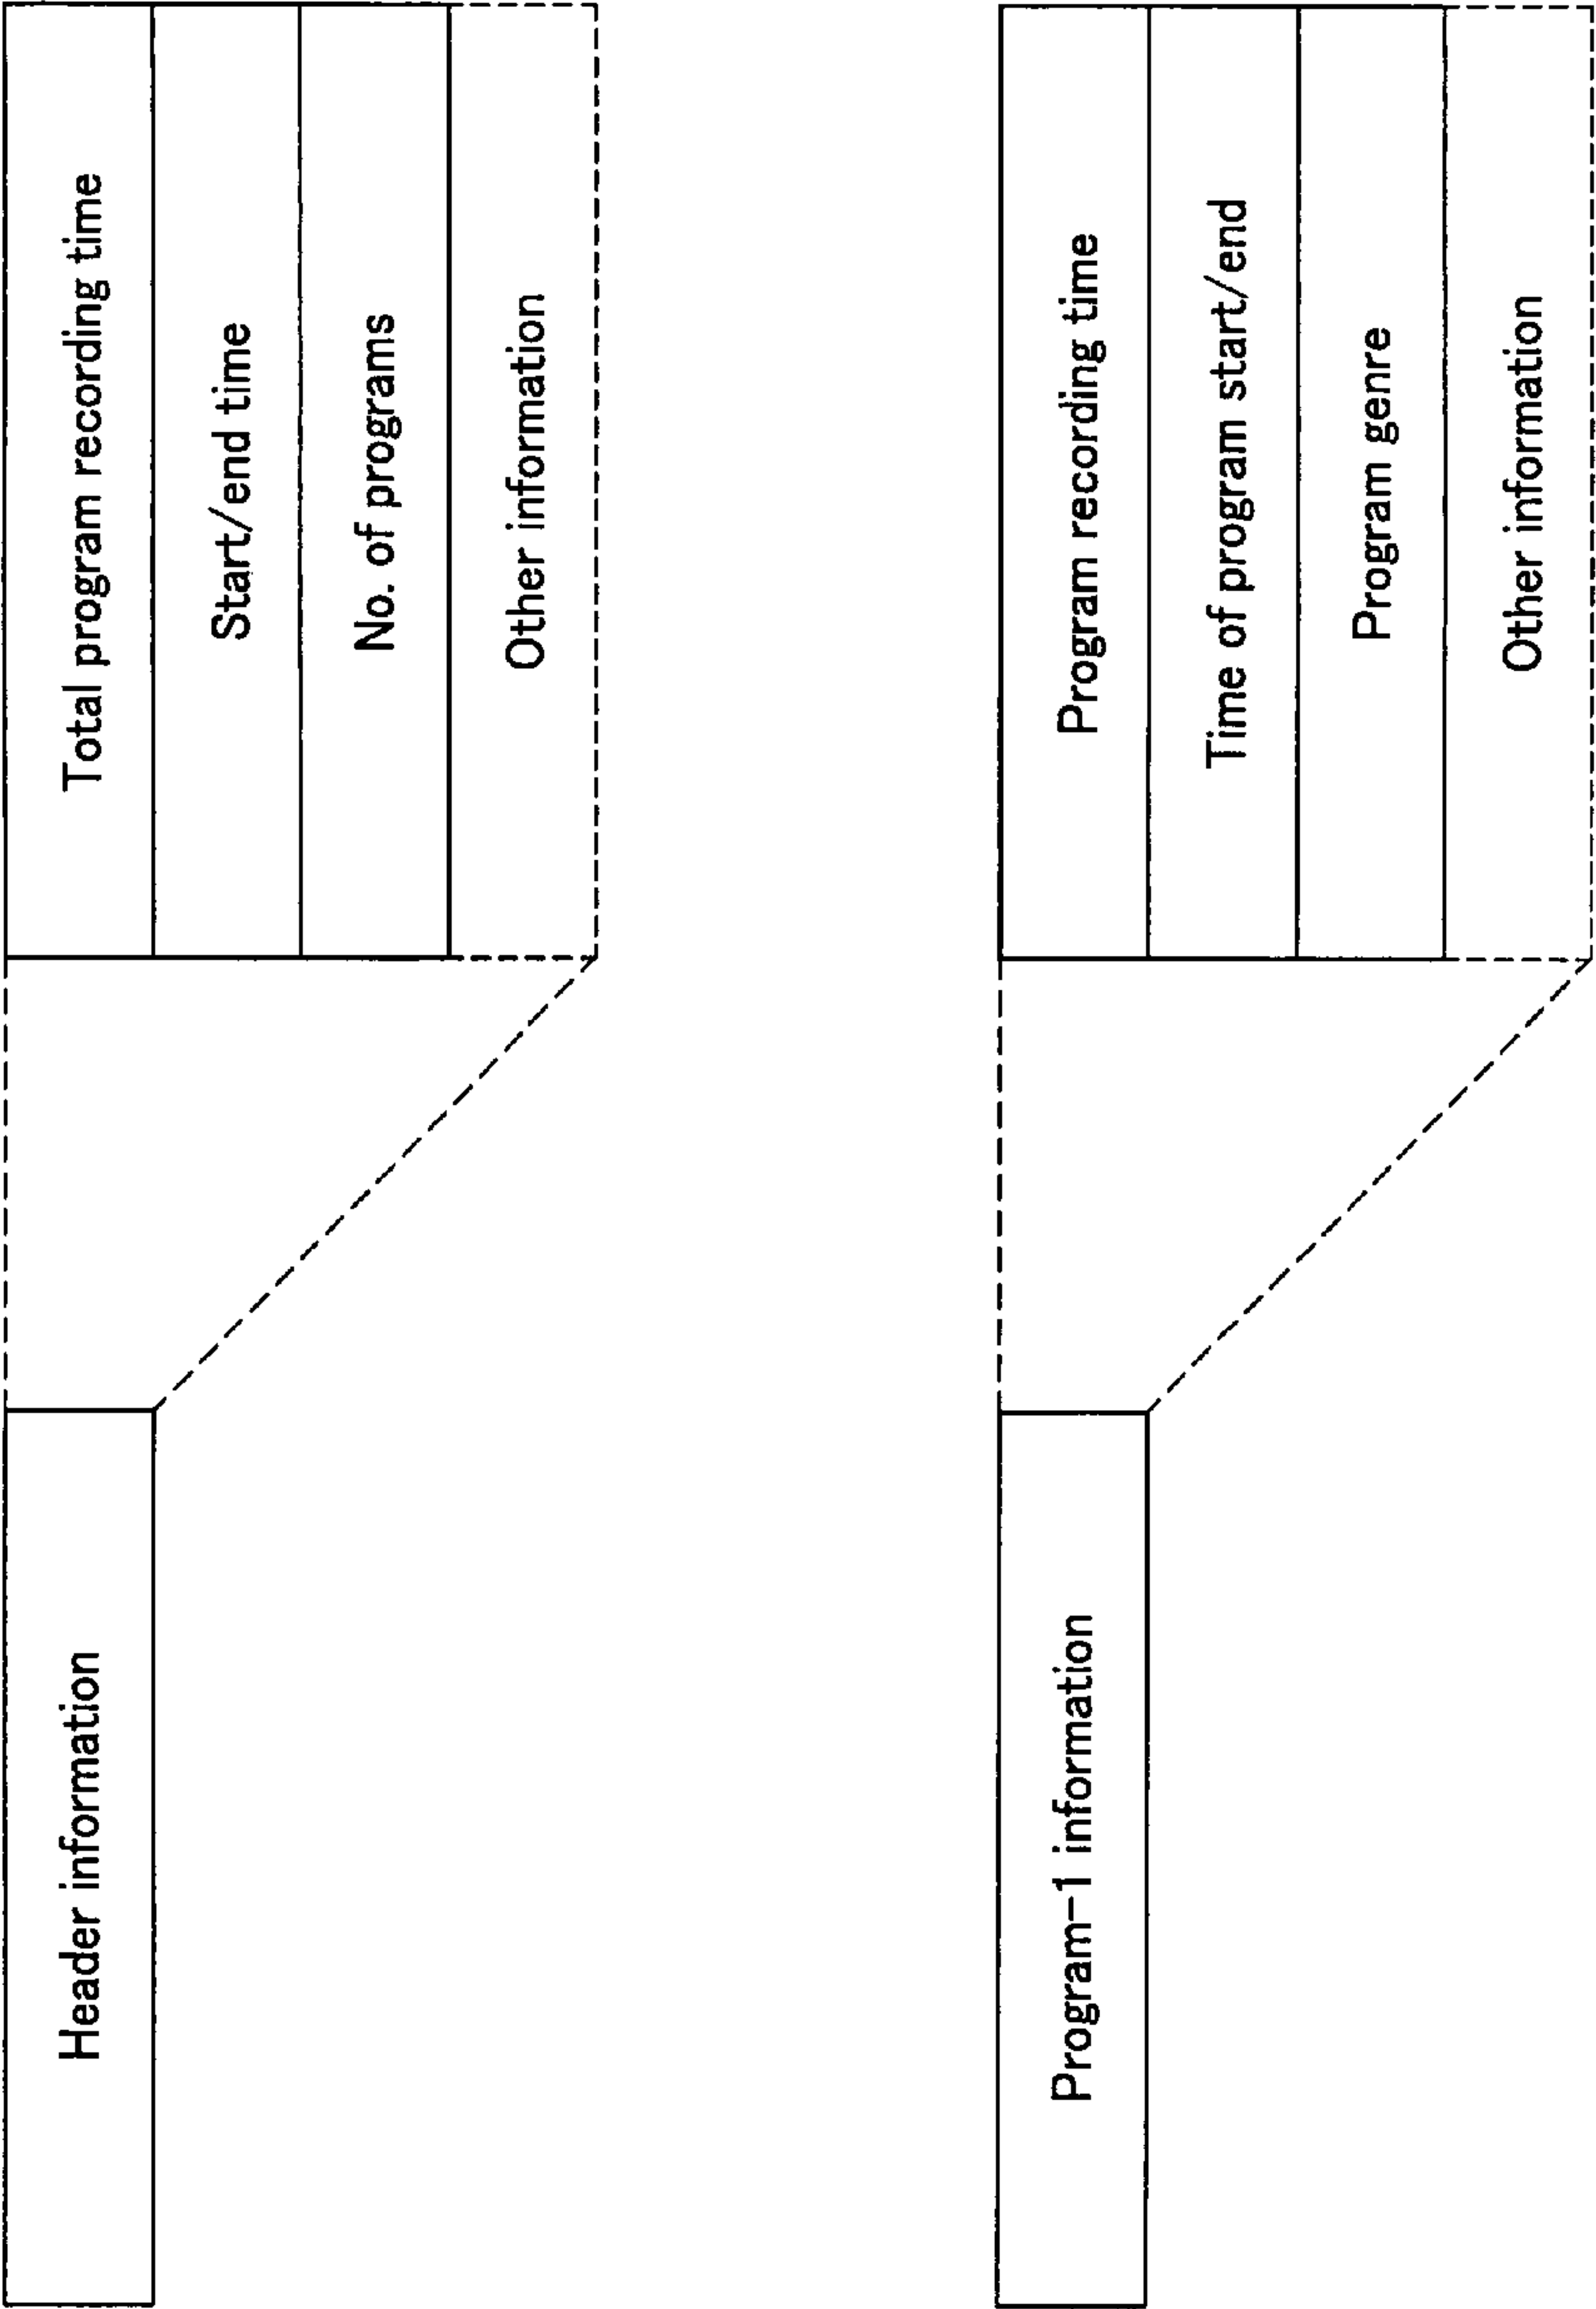 Header information
Total program recording time
Start/end time
No. of programs
Other information
Program-1 information
Program recording time
Time of program start/end
Program genre
Other information